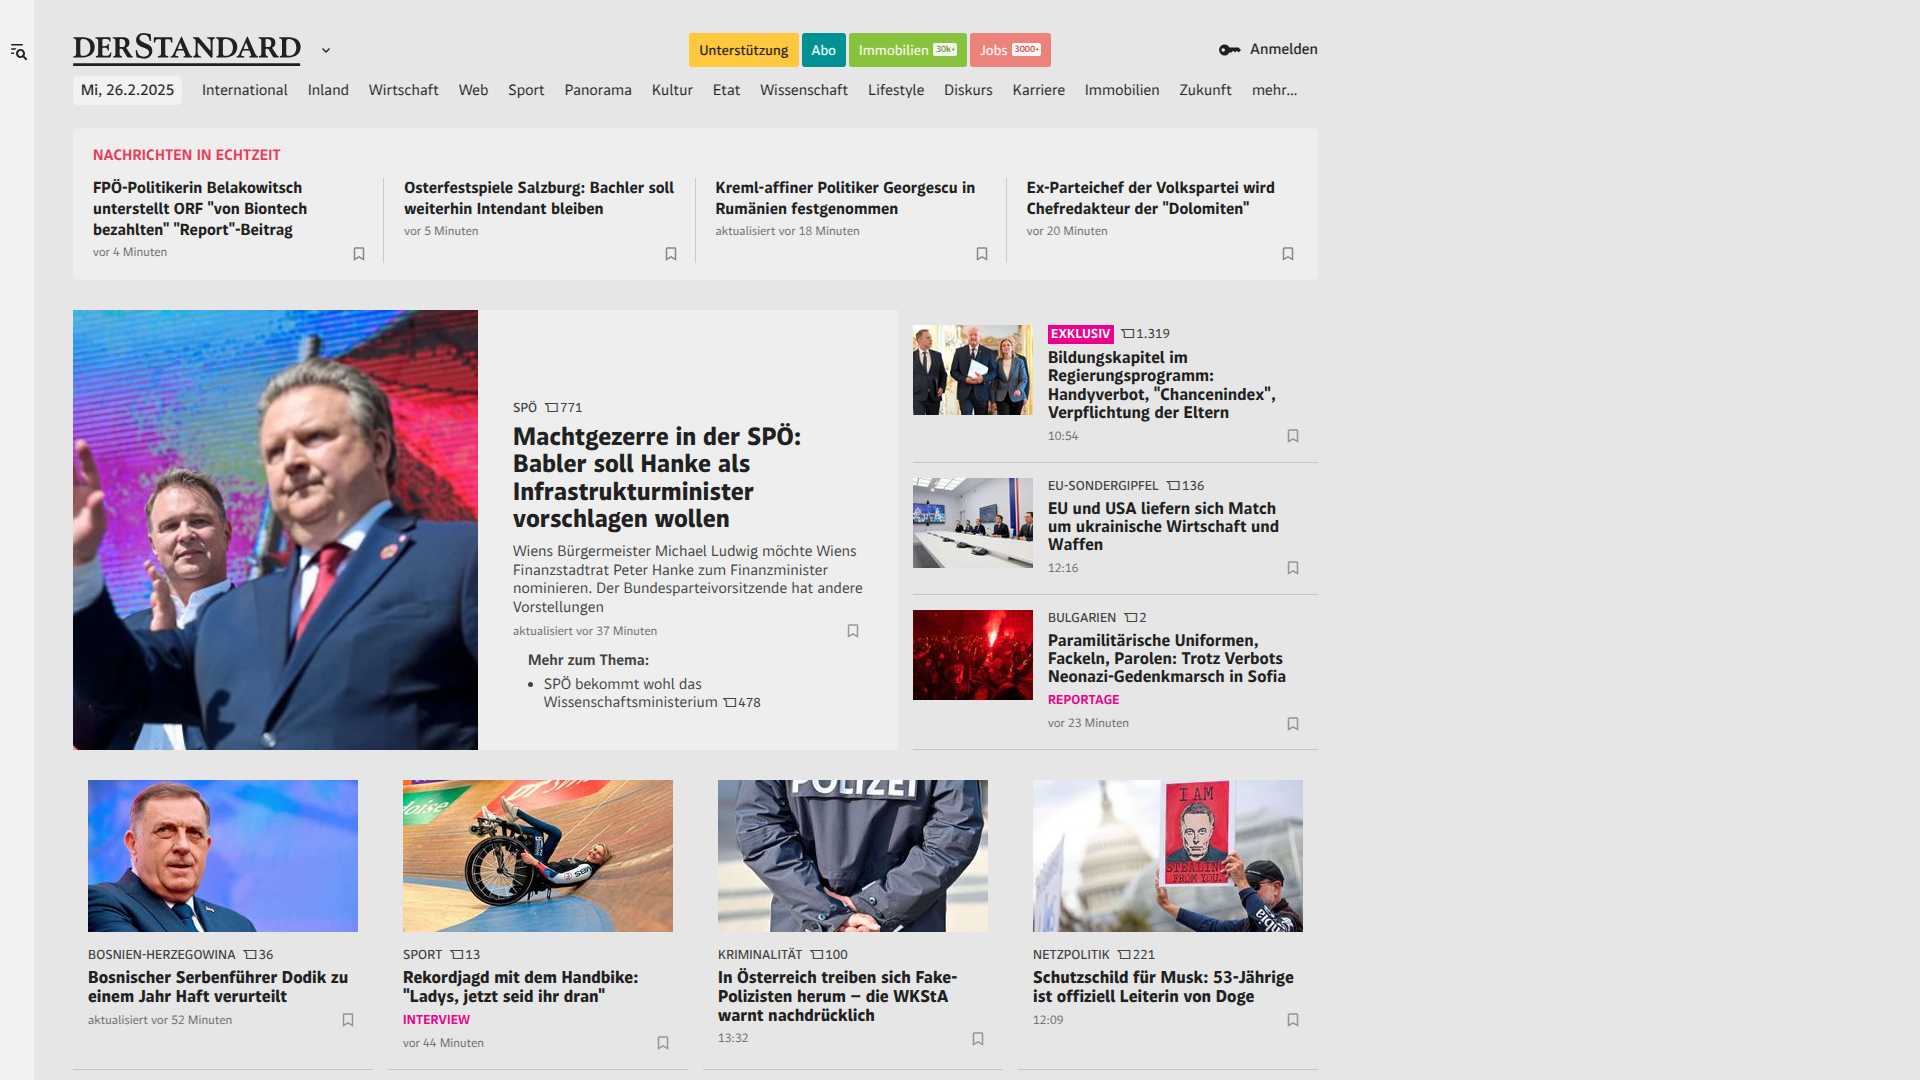 DERSTANDARD
Unterstützung
Abo
Immobilien 30k+
Jobs 3000+
Anmelden
Mi, 26.2.2025
International
Inland
Wirtschaft
Web
Sport
Panorama
Kultur
Etat
Wissenschaft
Lifestyle
Diskurs
Karriere
Immobilien
Zukunft
mehr...
NACHRICHTEN IN ECHTZEIT
FPÖ-Politikerin Belakowitsch
unterstellt ORF "von Biontech
bezahlten" "Report"-Beitrag
vor 4 Minuten
Osterfestspiele Salzburg: Bachler soll
weiterhin Intendant bleiben
vor 5 Minuten
Kreml-affiner Politiker Georgescu in
Rumänien festgenommen
aktualisiert vor 18 Minuten
Ex-Parteichef der Volkspartei wird
Chefredakteur der "Dolomiten"
vor 20 Minuten
SPÖ 771
Machtgezerre in der SPÖ:
Babler soll Hanke als
Infrastrukturminister
vorschlagen wollen
Wiens Bürgermeister Michael Ludwig möchte Wiens
Finanzstadtrat Peter Hanke zum Finanzminister
nominieren. Der Bundesparteivorsitzende hat andere
Vorstellungen
aktualisiert vor 37 Minuten
Mehr zum Thema:
• SPÖ bekommt wohl das
Wissenschaftsministerium 478
EXKLUSIV 1.319
Bildungskapitel im
Regierungsprogramm:
Handyverbot, "Chancenindex",
Verpflichtung der Eltern
10:54
EU-SONDERGIPFEL 136
EU und USA liefern sich Match
um ukrainische Wirtschaft und
Waffen
12:16
BULGARIEN 2
Paramilitärische Uniformen,
Fackeln, Parolen: Trotz Verbots
Neonazi-Gedenkmarsch in Sofia
REPORTAGE
vor 23 Minuten
BOSNIEN-HERZEGOWINA 36
Bosnischer Serbenführer Dodik zu
einem Jahr Haft verurteilt
aktualisiert vor 52 Minuten
SPORT 13
Rekordjagd mit dem Handbike:
"Ladys, jetzt seid ihr dran"
INTERVIEW
vor 44 Minuten
POLIZEI
KRIMINALITÄT 100
In Österreich treiben sich Fake-
Polizisten herum – die WKStA
warnt nachdrücklich
13:32
I AM
STEALING
FROM YOU.
NETZPOLITIK 221
Schutzschild für Musk: 53-Jährige
ist offiziell Leiterin von Doge
12:09